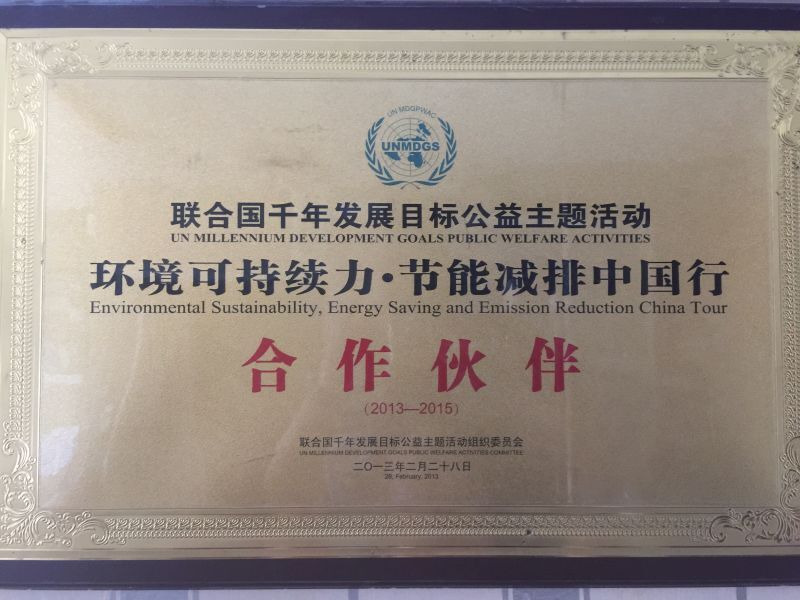 UN MDGPWAC
UNMDGS
联合国千年发展目标公益主题活动
UN MILLENNIUM DEVELOPMENT GOALS PUBLIC WELFARE ACTIVITIES
环境可持续力·节能减排中国行
Environmental Sustainability, Energy Saving and Emission Reduction China Tour
合作伙伴
(2013—2015)
联合国千年发展目标公益主题活动组织委员会
UN MILLENNIUM DEVELOPMENT GOALS PUBLIC WELFARE ACTIVITIES COMMITTEE
二〇一三年二月二十八日
28, February, 2013